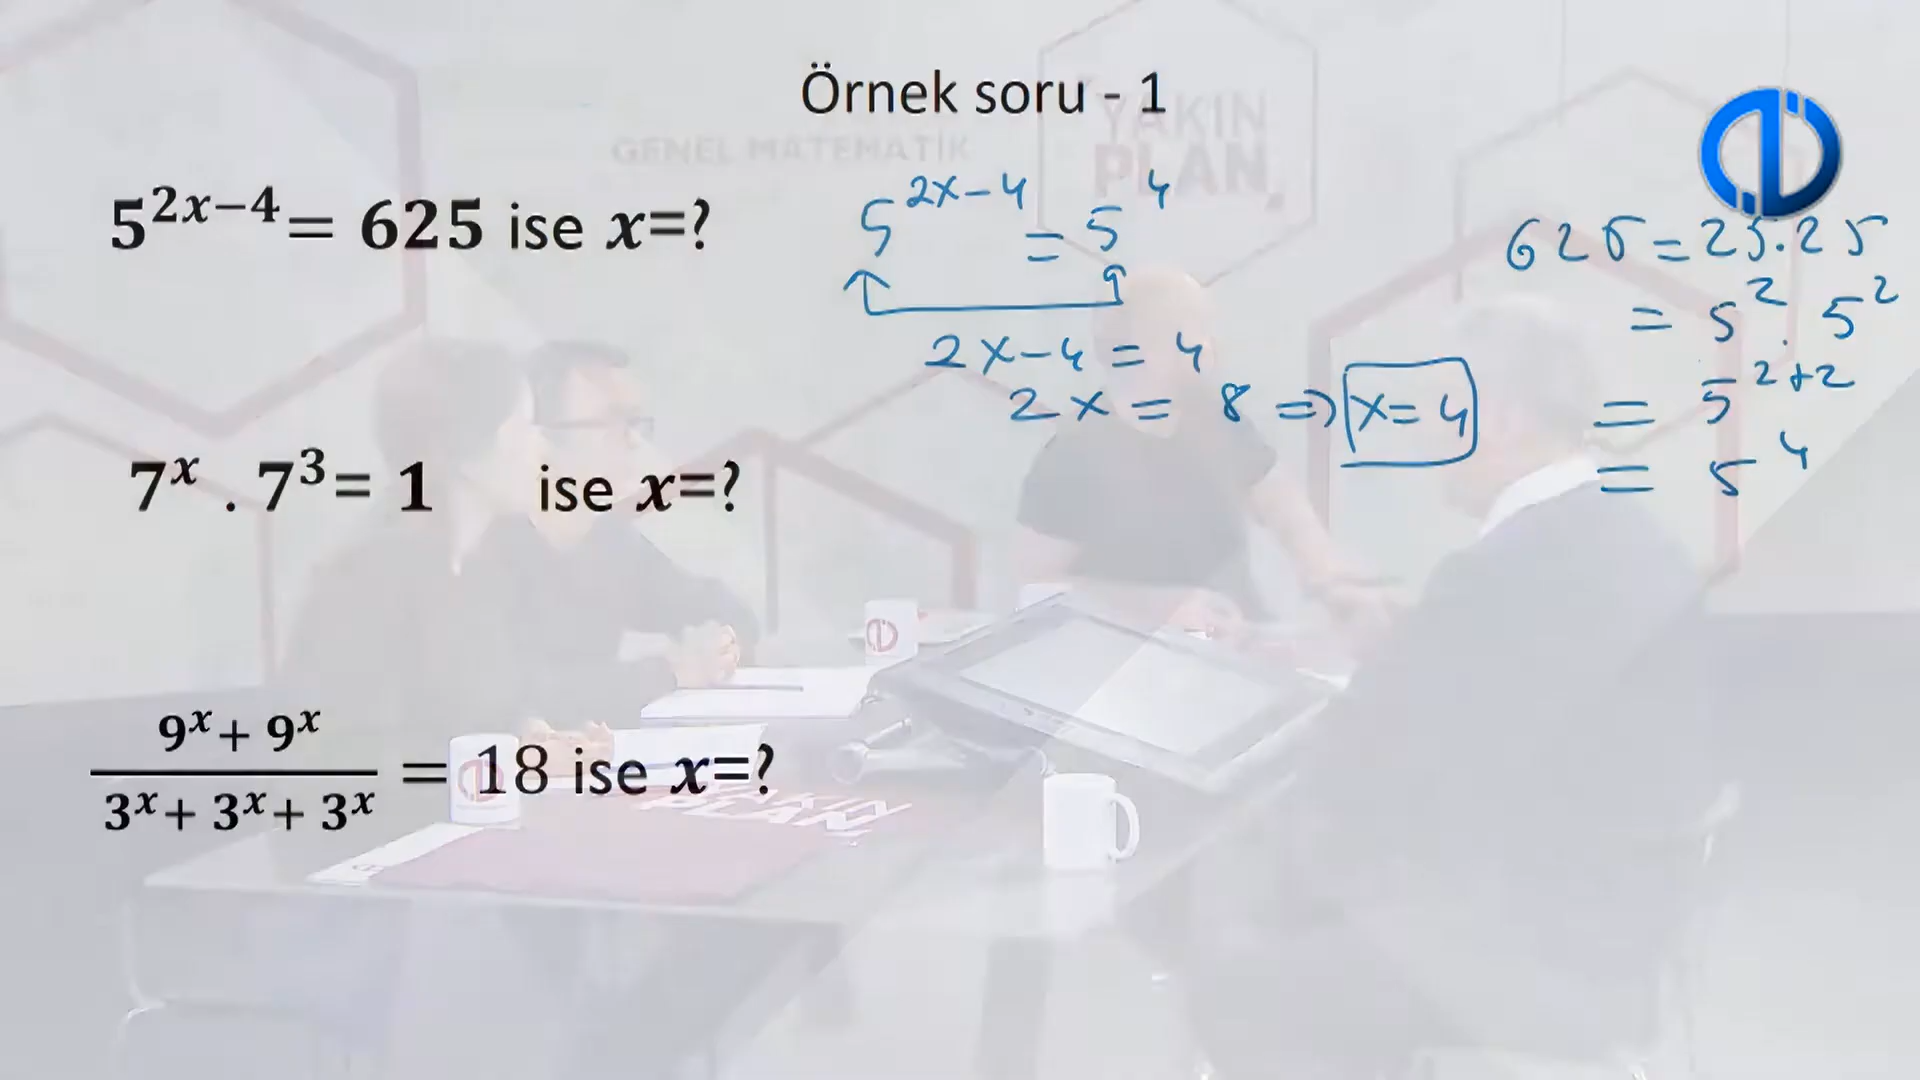 Örnek soru - 1
GENEL MATEMATİK
YAKIN
PLAN.
5^{2x-4} = 625 ise x=?
5^{2x-4} = 5^4
2x-4 = 4
2x = 8 => x=4
625 = 25.25
= 5^2 . 5^2
= 5^{2+2}
= 5^4
7^x . 7^3 = 1 ise x=?
9^x + 9^x
3^x + 3^x + 3^x
= 18 ise x=?
YAKIN
PLAN